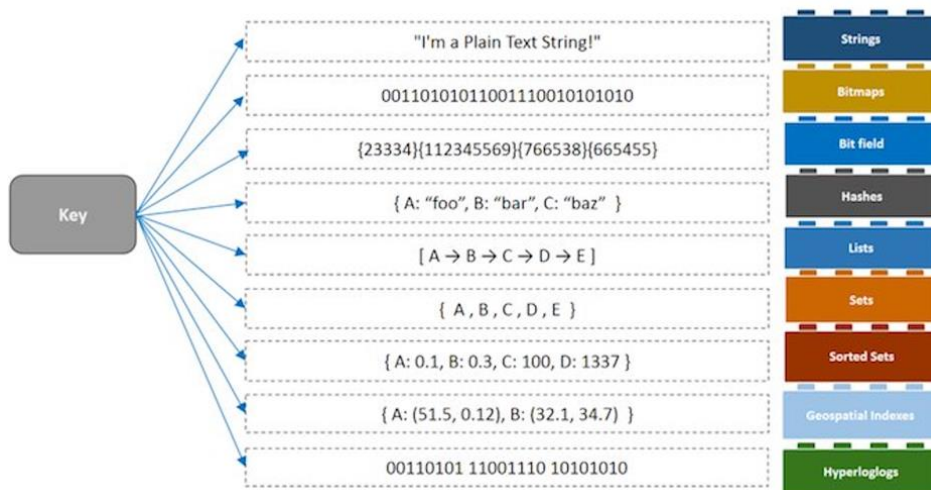 "I'm a Plain Text String!"
Strings
00110101011001110010101010
Bitmaps
{23334}{112345569}{766538}{665455}
Bit field
{ A: “foo”, B: “bar”, C: “baz” }
Hashes
Key
[ A → B → C → D → E ]
Lists
{ A , B , C , D , E }
Sets
{ A: 0.1, B: 0.3, C: 100, D: 1337 }
Sorted Sets
{ A: (51.5, 0.12), B: (32.1, 34.7) }
Geospatial Indexes
00110101 11001110 10101010
Hyperloglogs